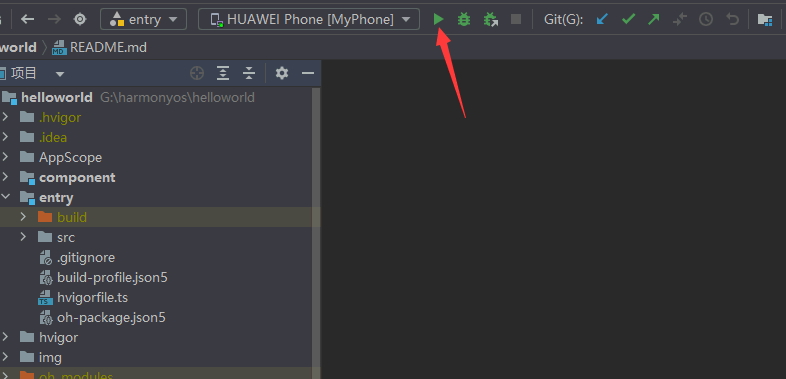 entry
HUAWEI Phone [MyPhone]
Git(G):
world
README.md
项目
helloworld G:\harmonyos\helloworld
.hvigor
.idea
AppScope
component
entry
build
src
.gitignore
build-profile.json5
hvigorfile.ts
oh-package.json5
hvigor
img
oh_modules